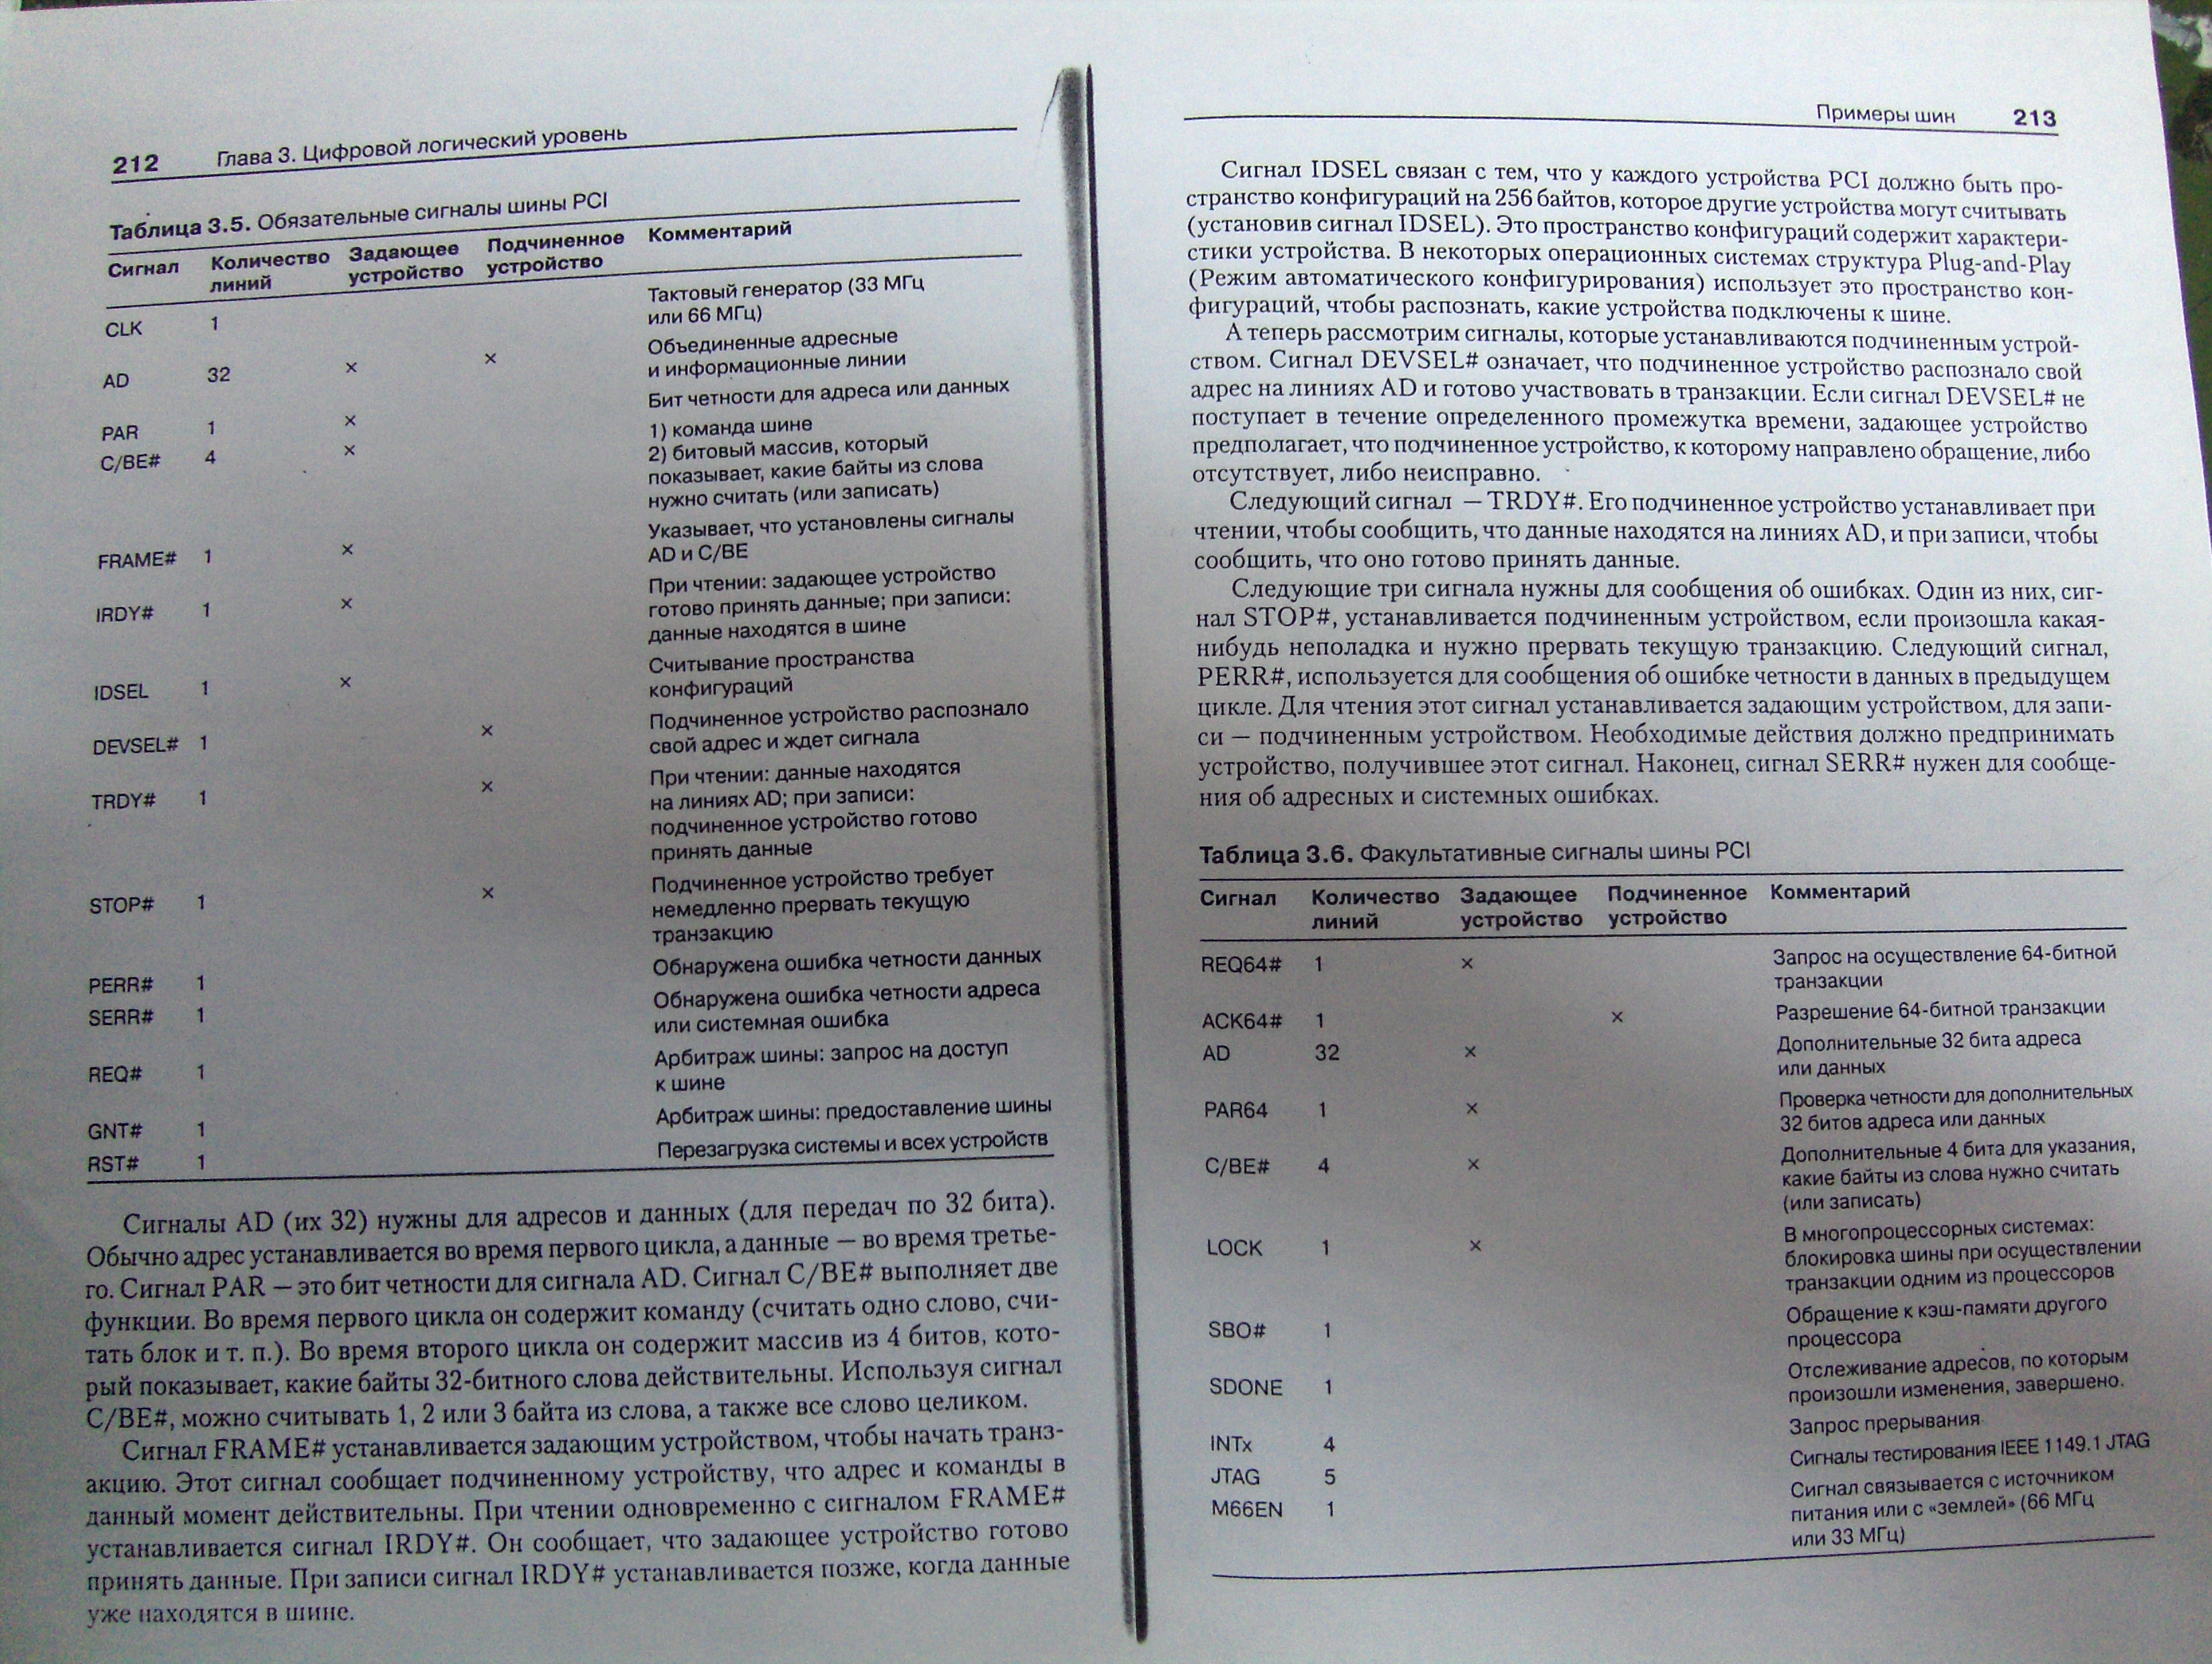 212 Глава 3. Цифровой логический уровень
Таблица 3.5. Обязательные сигналы шины PCI
Сигнал Количество Задающее Подчиненное Комментарий
линий устройство устройство
CLK 1 Тактовый генератор (33 МГц
или 66 МГц)
AD 32 × × Объединенные адресные
и информационные линии
PAR 1 × Бит четности для адреса или данных
C/BE# 4 × 1) команда шине
2) битовый массив, который
показывает, какие байты из слова
нужно считать (или записать)
FRAME# 1 × Указывает, что установлены сигналы
AD и C/BE
IRDY# 1 × При чтении: задающее устройство
готово принять данные; при записи:
данные находятся в шине
IDSEL 1 × Считывание пространства
конфигураций
DEVSEL# 1 × Подчиненное устройство распознало
свой адрес и ждет сигнала
TRDY# 1 × При чтении: данные находятся
на линиях AD; при записи:
подчиненное устройство готово
принять данные
STOP# 1 × Подчиненное устройство требует
немедленно прервать текущую
транзакцию
PERR# 1 Обнаружена ошибка четности данных
SERR# 1 Обнаружена ошибка четности адреса
или системная ошибка
REQ# 1 Арбитраж шины: запрос на доступ
к шине
GNT# 1 Арбитраж шины: предоставление шины
RST# 1 Перезагрузка системы и всех устройств
Сигналы AD (их 32) нужны для адресов и данных (для передач по 32 бита).
Обычно адрес устанавливается во время первого цикла, а данные — во время третье-
го. Сигнал PAR — это бит четности для сигнала AD. Сигнал C/BE# выполняет две
функции. Во время первого цикла он содержит команду (считать одно слово, счи-
тать блок и т. п.). Во время второго цикла он содержит массив из 4 битов, кото-
рый показывает, какие байты 32-битного слова действительны. Используя сигнал
C/BE#, можно считывать 1, 2 или 3 байта из слова, а также все слово целиком.
Сигнал FRAME# устанавливается задающим устройством, чтобы начать транз-
акцию. Этот сигнал сообщает подчиненному устройству, что адрес и команды в
данный момент действительны. При чтении одновременно с сигналом FRAME#
устанавливается сигнал IRDY#. Он сообщает, что задающее устройство готово
принять данные. При записи сигнал IRDY# устанавливается позже, когда данные
уже находятся в шине.
Примеры шин 213
Сигнал IDSEL связан с тем, что у каждого устройства PCI должно быть про-
странство конфигураций на 256 байтов, которое другие устройства могут считывать
(установив сигнал IDSEL). Это пространство конфигураций содержит характери-
стики устройства. В некоторых операционных системах структура Plug-and-Play
(Режим автоматического конфигурирования) использует это пространство кон-
фигураций, чтобы распознать, какие устройства подключены к шине.
А теперь рассмотрим сигналы, которые устанавливаются подчиненным устрой-
ством. Сигнал DEVSEL# означает, что подчиненное устройство распознало свой
адрес на линиях AD и готово участвовать в транзакции. Если сигнал DEVSEL# не
поступает в течение определенного промежутка времени, задающее устройство
предполагает, что подчиненное устройство, к которому направлено обращение, либо
отсутствует, либо неисправно.
Следующий сигнал — TRDY#. Его подчиненное устройство устанавливает при
чтении, чтобы сообщить, что данные находятся на линиях AD, и при записи, чтобы
сообщить, что оно готово принять данные.
Следующие три сигнала нужны для сообщения об ошибках. Один из них, сиг-
нал STOP#, устанавливается подчиненным устройством, если произошла какая-
нибудь неполадка и нужно прервать текущую транзакцию. Следующий сигнал,
PERR#, используется для сообщения об ошибке четности в данных в предыдущем
цикле. Для чтения этот сигнал устанавливается задающим устройством, для запи-
си — подчиненным устройством. Необходимые действия должно предпринимать
устройство, получившее этот сигнал. Наконец, сигнал SERR# нужен для сообще-
ния об адресных и системных ошибках.
Таблица 3.6. Факультативные сигналы шины PCI
Сигнал Количество Задающее Подчиненное Комментарий
линий устройство устройство
REQ64# 1 × Запрос на осуществление 64-битной
транзакции
ACK64# 1 × Разрешение 64-битной транзакции
AD 32 × Дополнительные 32 бита адреса
или данных
PAR64 1 × Проверка четности для дополнительных
32 битов адреса или данных
C/BE# 4 × Дополнительные 4 бита для указания,
какие байты из слова нужно считать
(или записать)
LOCK 1 × В многопроцессорных системах:
блокировка шины при осуществлении
транзакции одним из процессоров
SBO# 1 Обращение к кэш-памяти другого
процессора
SDONE 1 Отслеживание адресов, по которым
произошли изменения, завершено.
INTx 4 Запрос прерывания
JTAG 5 Сигналы тестирования IEEE 1149.1 JTAG
M66EN 1 Сигнал связывается с источником
питания или с «землей» (66 МГц
или 33 МГц)